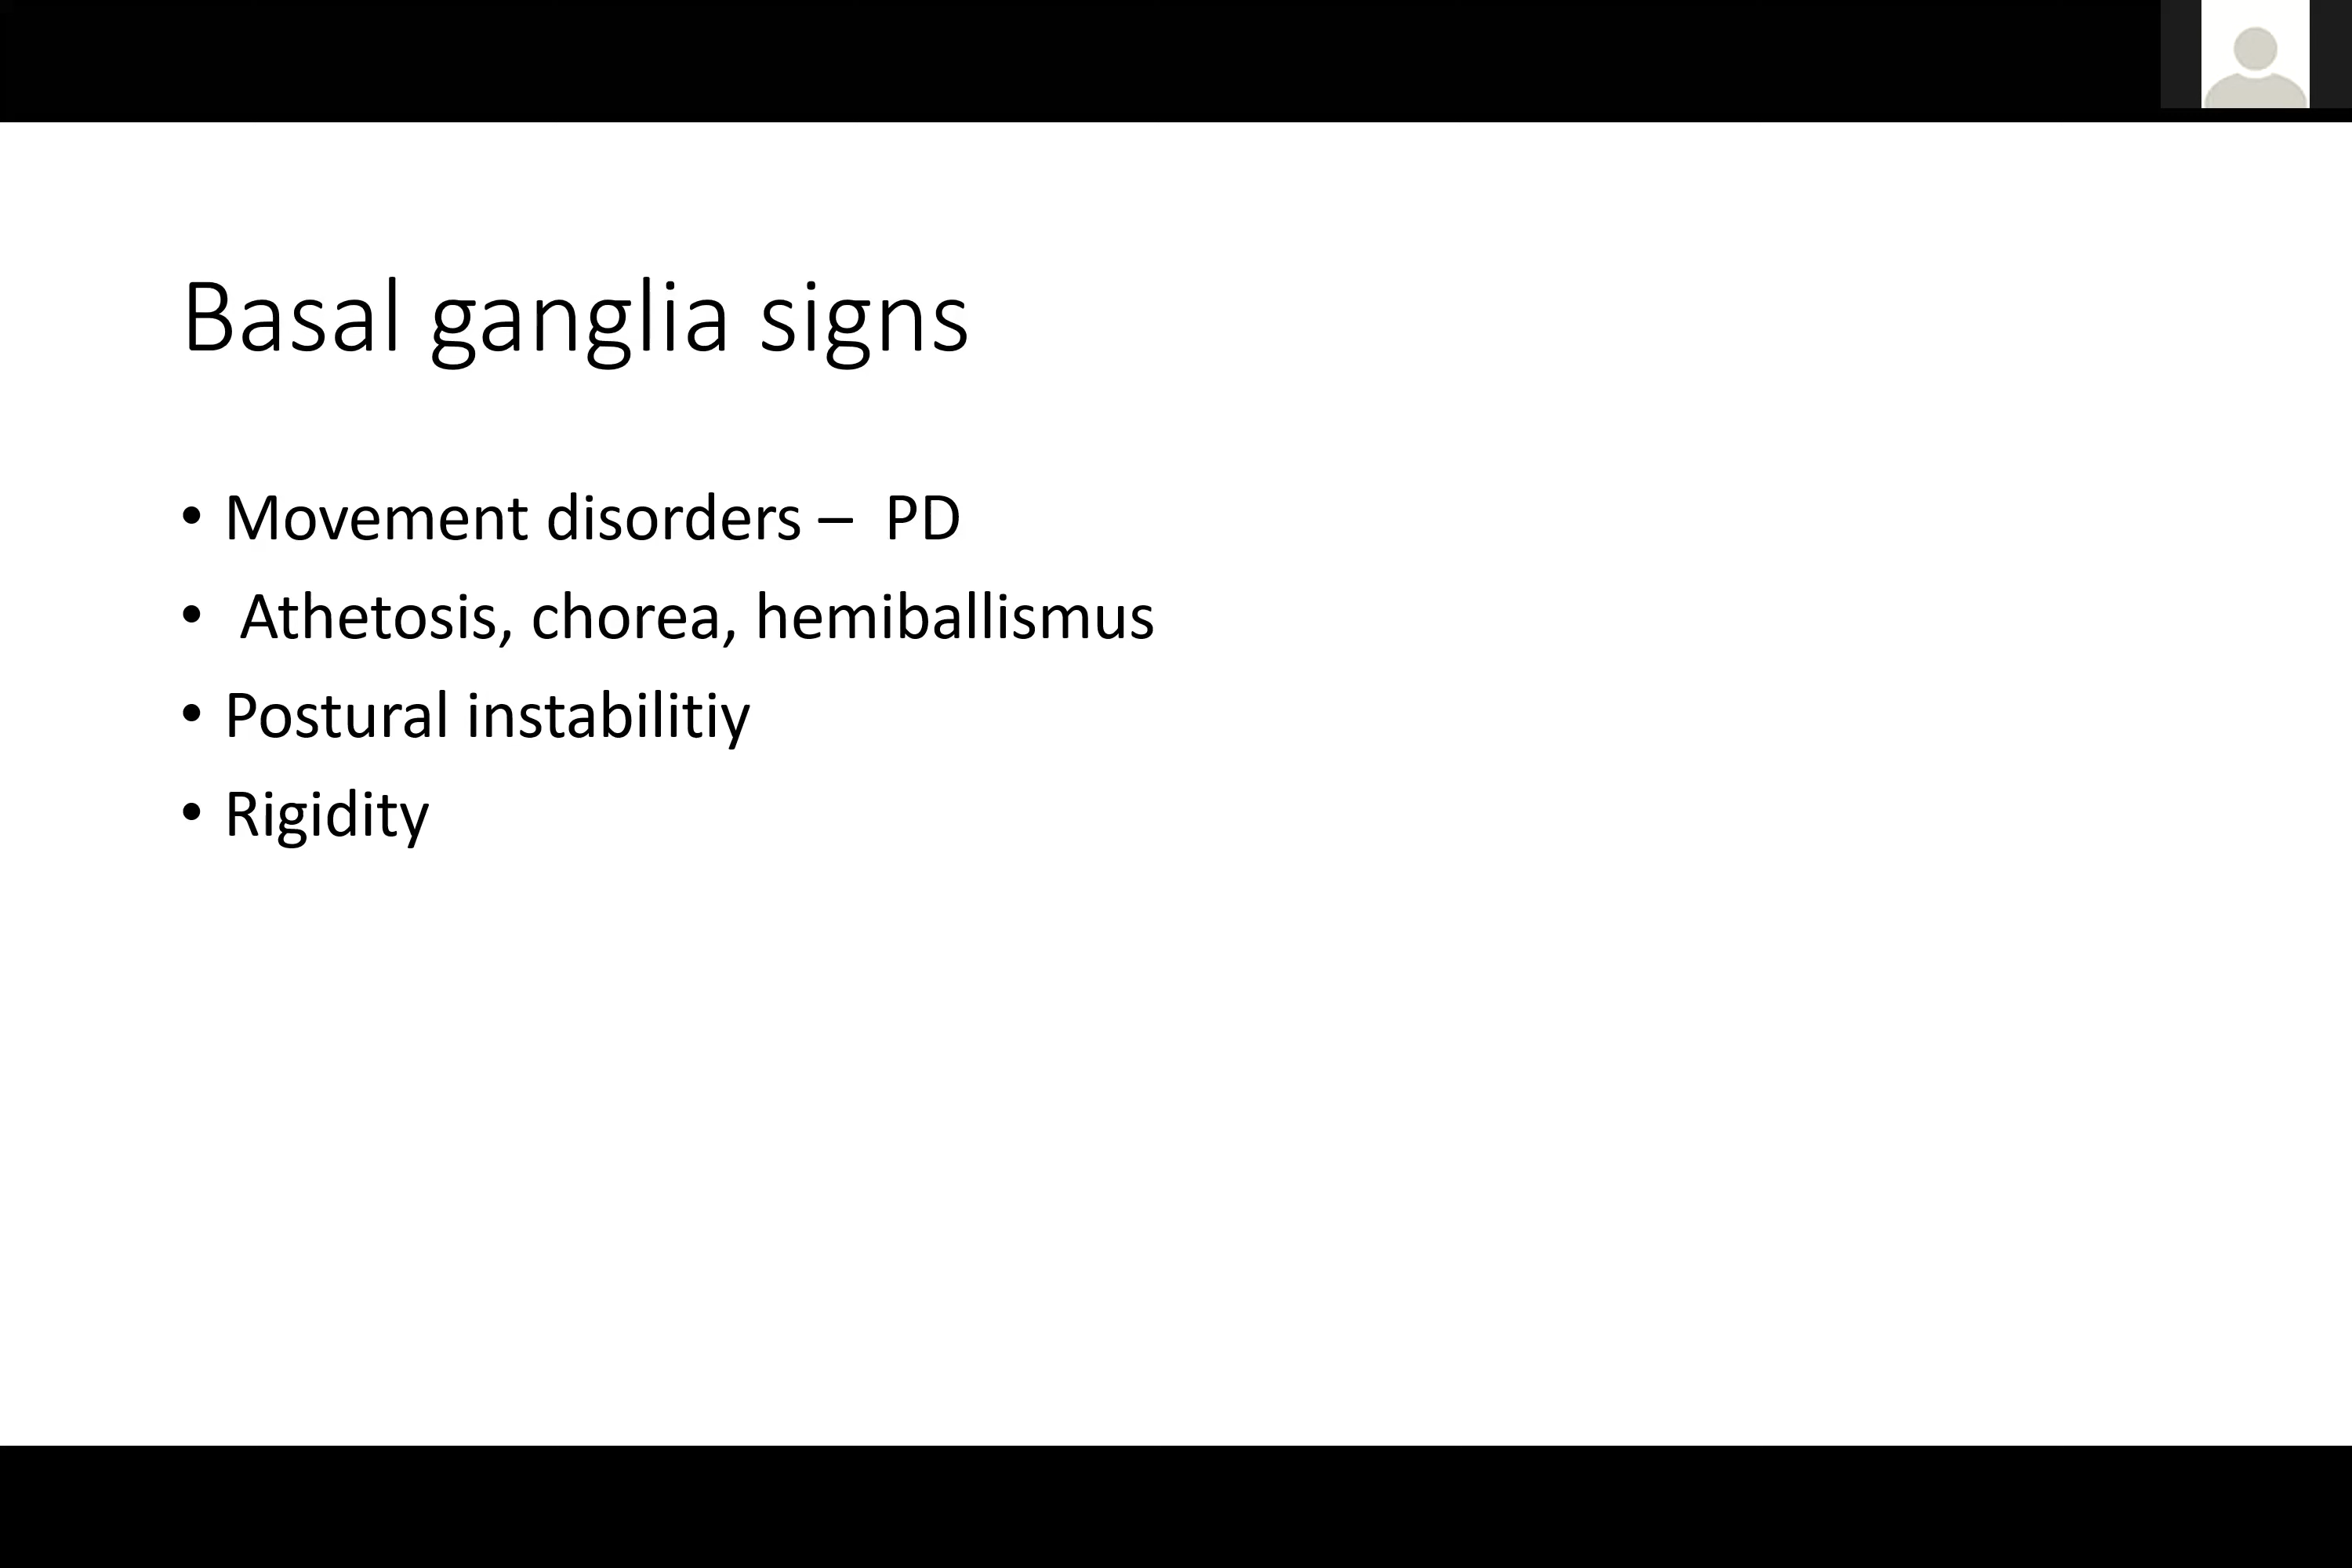 Basal ganglia signs
• Movement disorders –  PD
•  Athetosis, chorea, hemiballismus
• Postural instabilitiy
• Rigidity